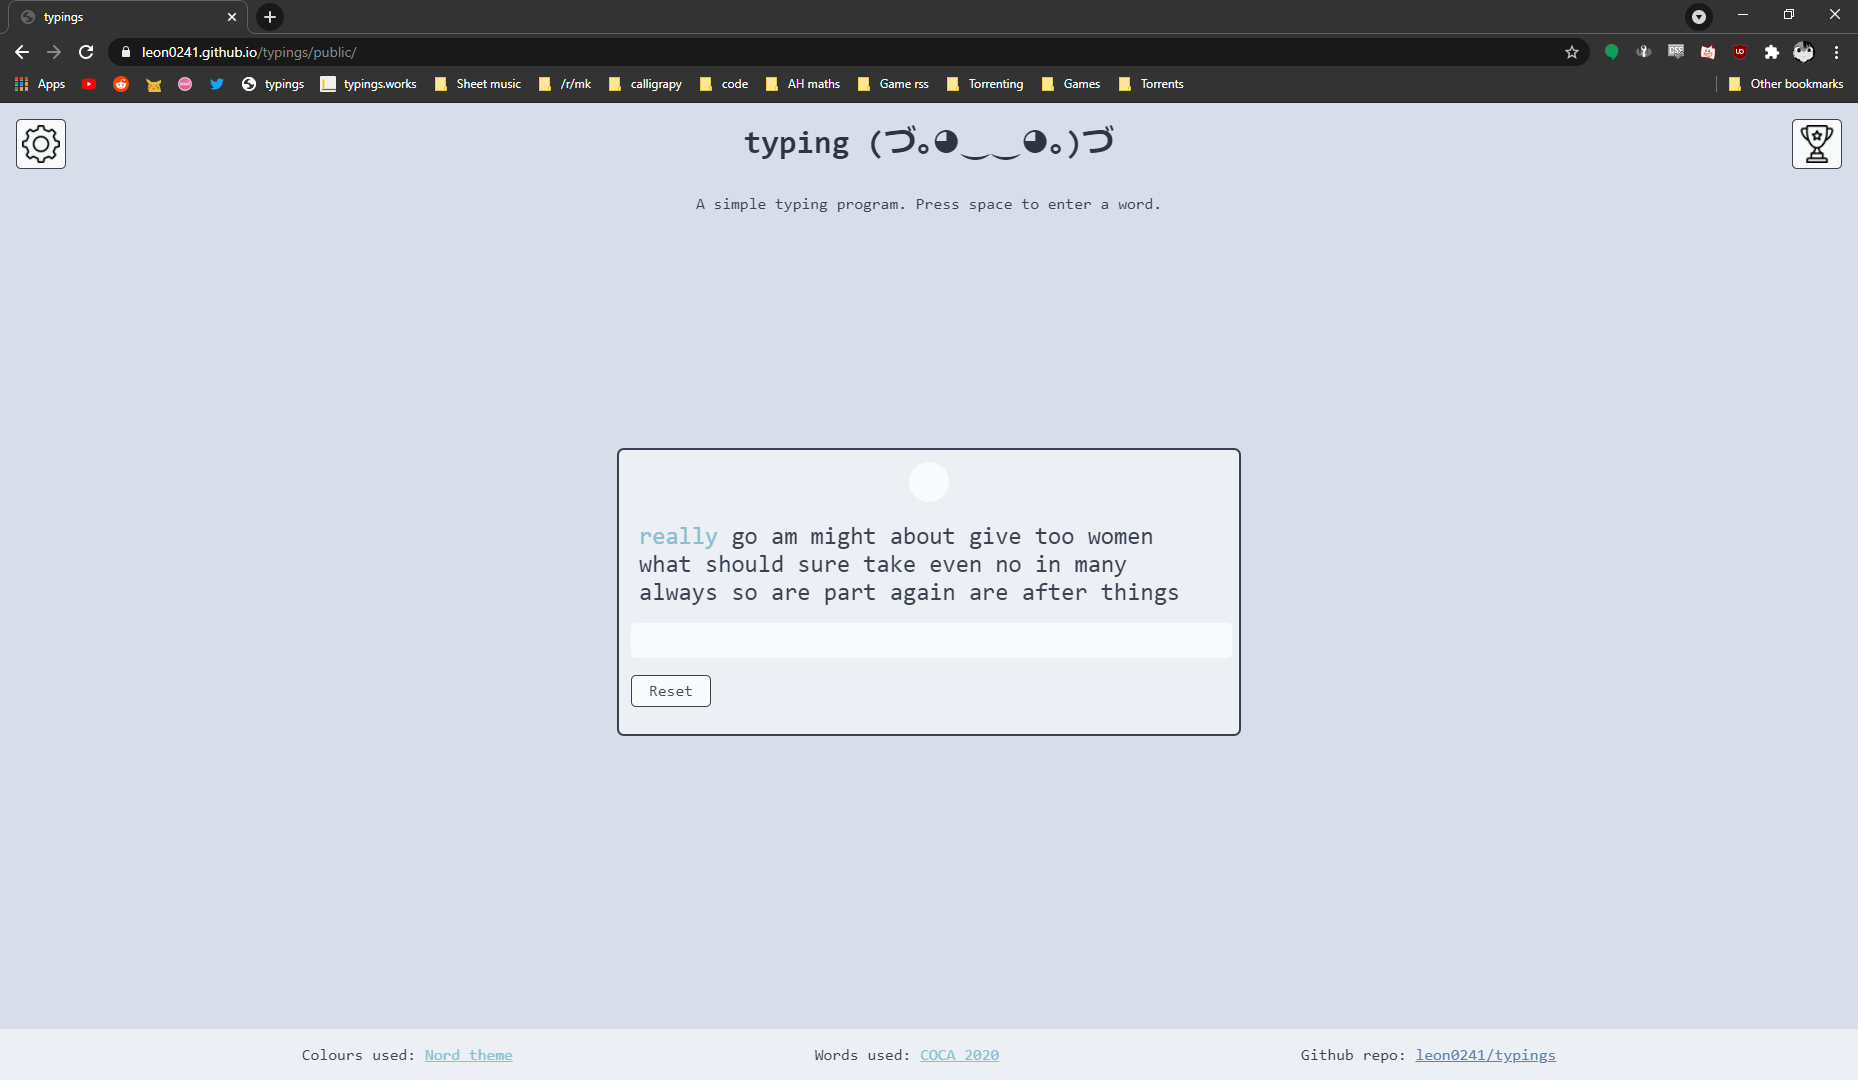 typings
leon0241.github.io/typings/public/
Apps
typings
typings.works
Sheet music
/r/mk
calligrapy
code
AH maths
Game rss
Torrenting
Games
Torrents
Other bookmarks
typing (づ｡◕‿‿◕｡)づ
A simple typing program. Press space to enter a word.
really go am might about give too women
what should sure take even no in many
always so are part again are after things
Reset
Colours used: Nord theme
Words used: COCA 2020
Github repo: leon0241/typings